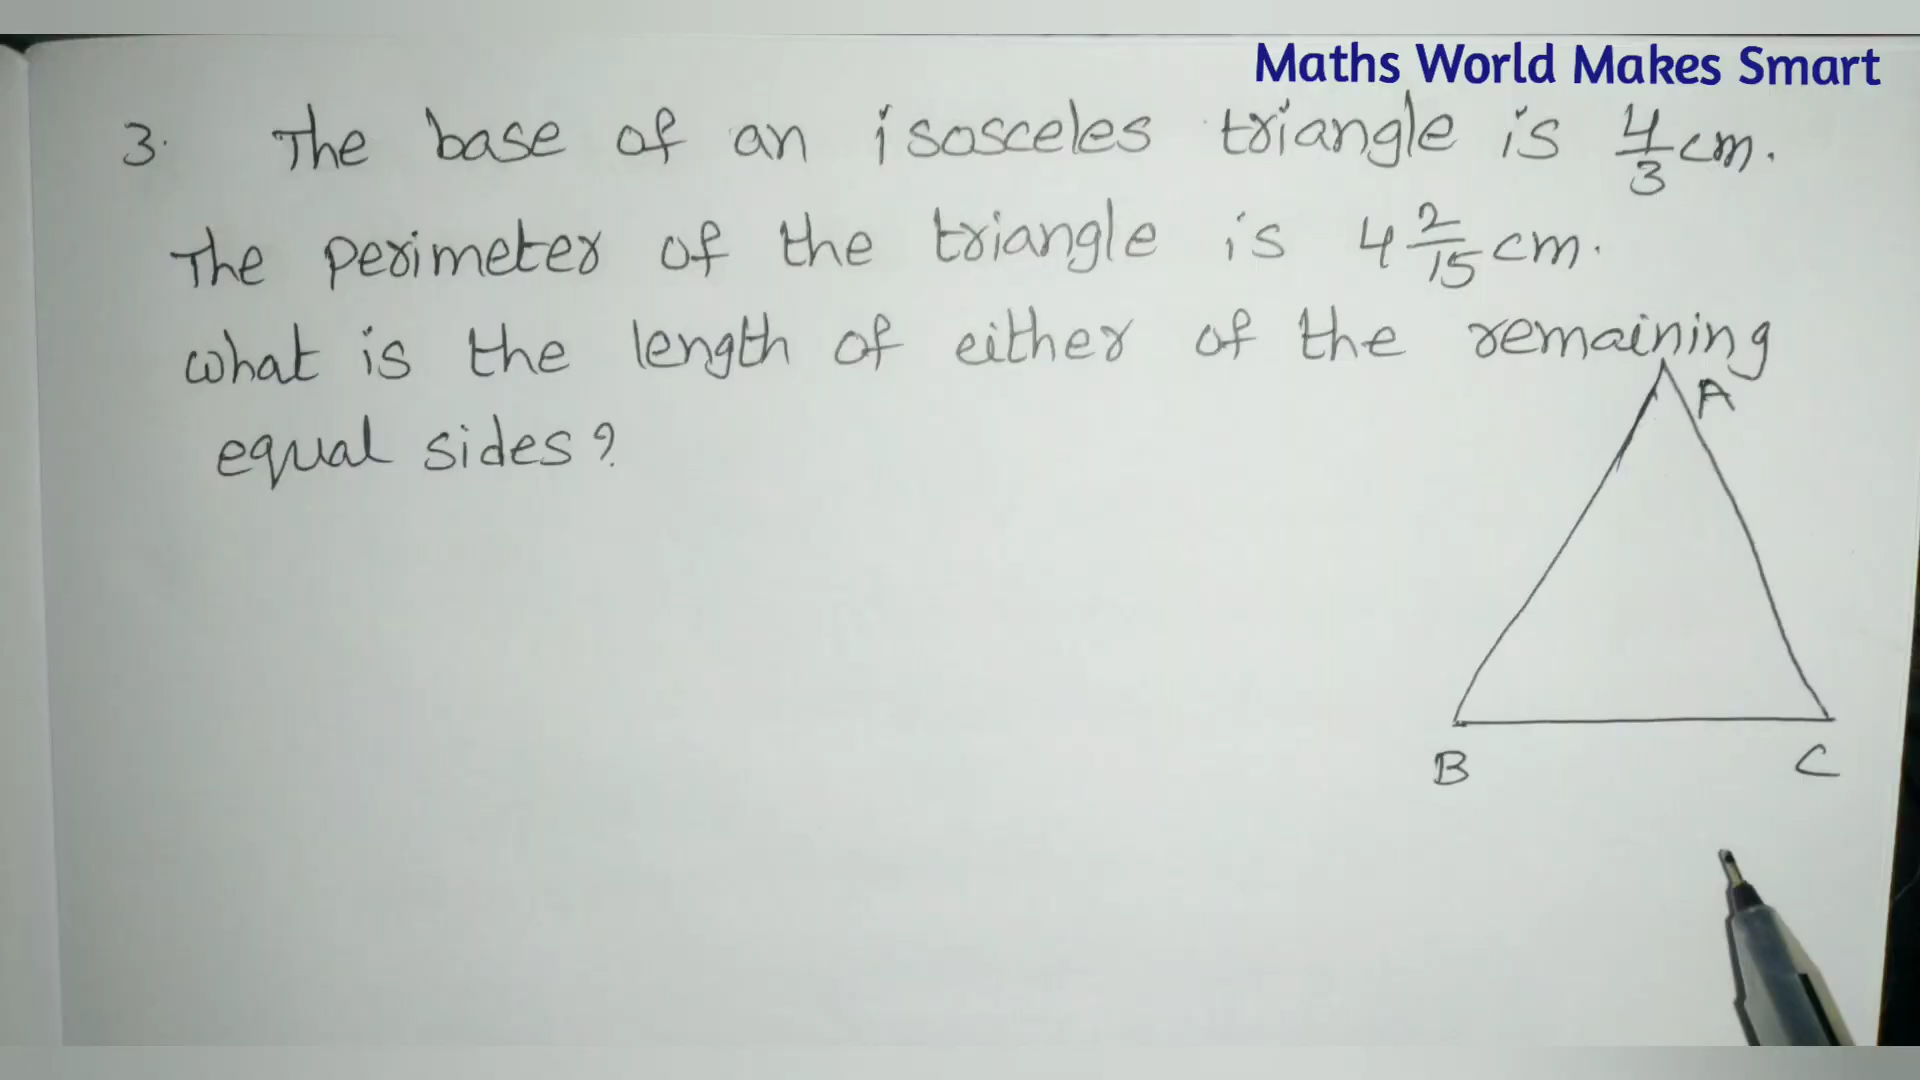 Maths World Makes Smart
3. The base of an isosceles triangle is 4/3 cm.
The perimeter of the triangle is 4 2/15 cm.
what is the length of either of the remaining
equal sides?
A
B C